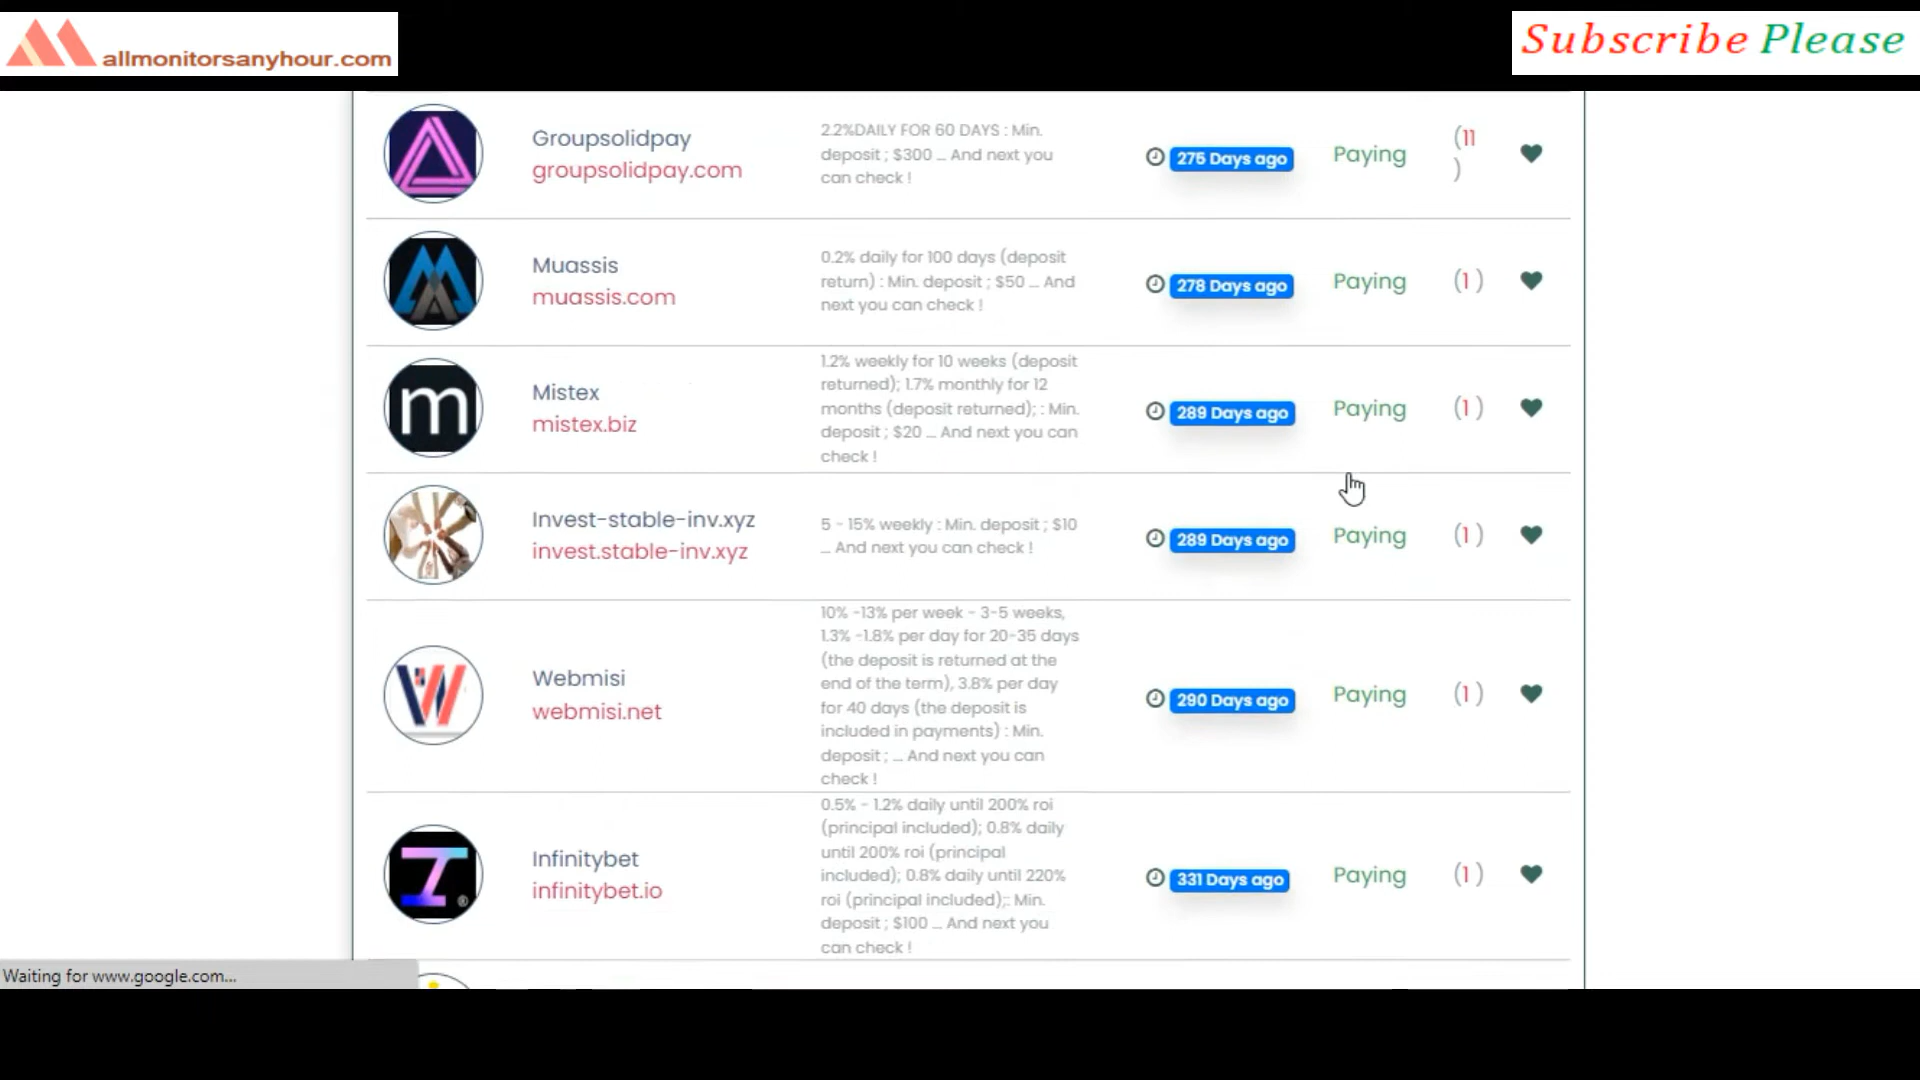 allmonitorsanyhour.com
Subscribe Please
Groupsolidpay
groupsolidpay.com
2.2%DAILY FOR 60 DAYS : Min.
deposit ; $300 ... And next you
can check !
275 Days ago
Paying
(11
)
Muassis
muassis.com
0.2% daily for 100 days (deposit
return) : Min. deposit ; $50 ... And
next you can check !
278 Days ago
Paying
(1 )
m
Mistex
mistex.biz
1.2% weekly for 10 weeks (deposit
returned); 1.7% monthly for 12
months (deposit returned); : Min.
deposit ; $20 ... And next you can
check !
289 Days ago
Paying
(1 )
Invest-stable-inv.xyz
invest.stable-inv.xyz
5 - 15% weekly : Min. deposit ; $10
... And next you can check !
289 Days ago
Paying
(1 )
Webmisi
webmisi.net
10% -13% per week - 3-5 weeks,
1.3% -1.8% per day for 20-35 days
(the deposit is returned at the
end of the term), 3.8% per day
for 40 days (the deposit is
included in payments) : Min.
deposit ; ... And next you can
check !
290 Days ago
Paying
(1 )
Infinitybet
infinitybet.io
0.5% - 1.2% daily until 200% roi
(principal included); 0.8% daily
until 200% roi (principal
included); 0.8% daily until 220%
roi (principal included);: Min.
deposit ; $100 ... And next you
can check !
331 Days ago
Paying
(1 )
Waiting for www.google.com...